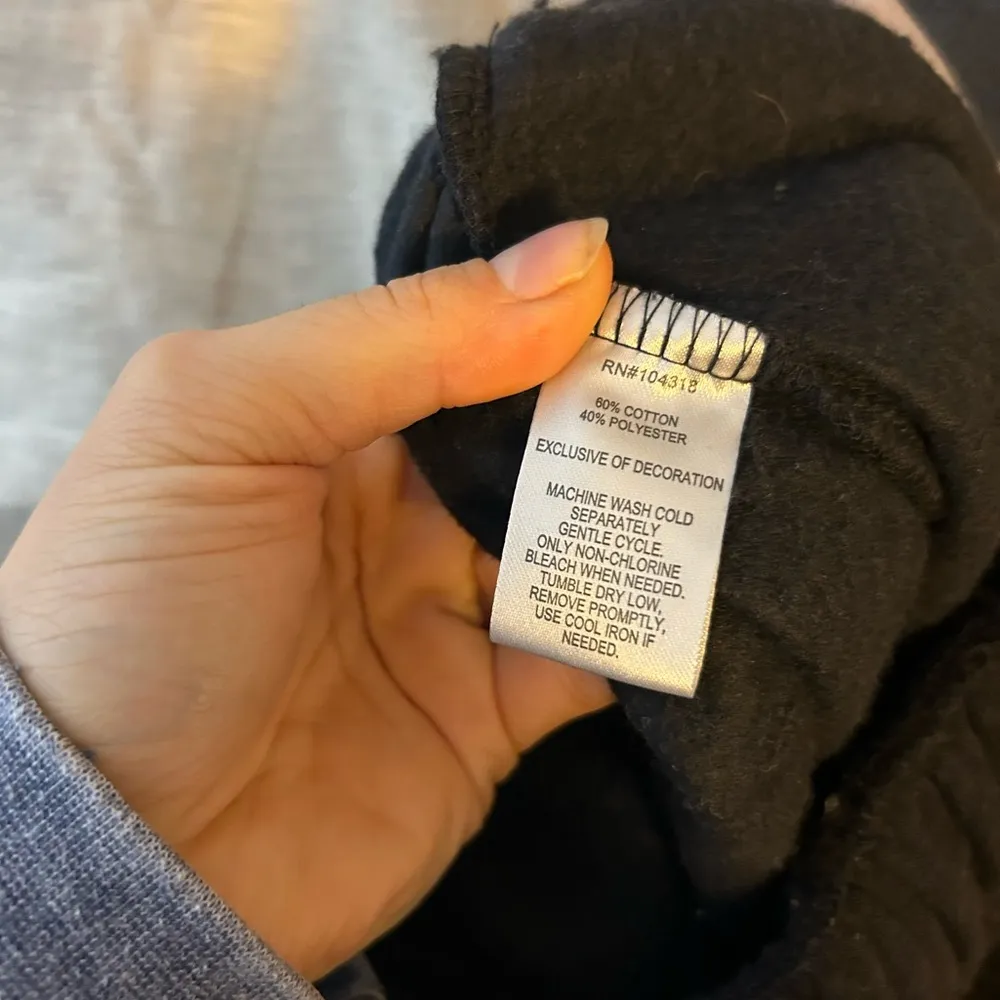 RN#104318
60% COTTON
40% POLYESTER
EXCLUSIVE OF DECORATION
MACHINE WASH COLD
SEPARATELY
GENTLE CYCLE.
ONLY NON-CHLORINE
BLEACH WHEN NEEDED.
TUMBLE DRY LOW,
REMOVE PROMPTLY,
USE COOL IRON IF
NEEDED.